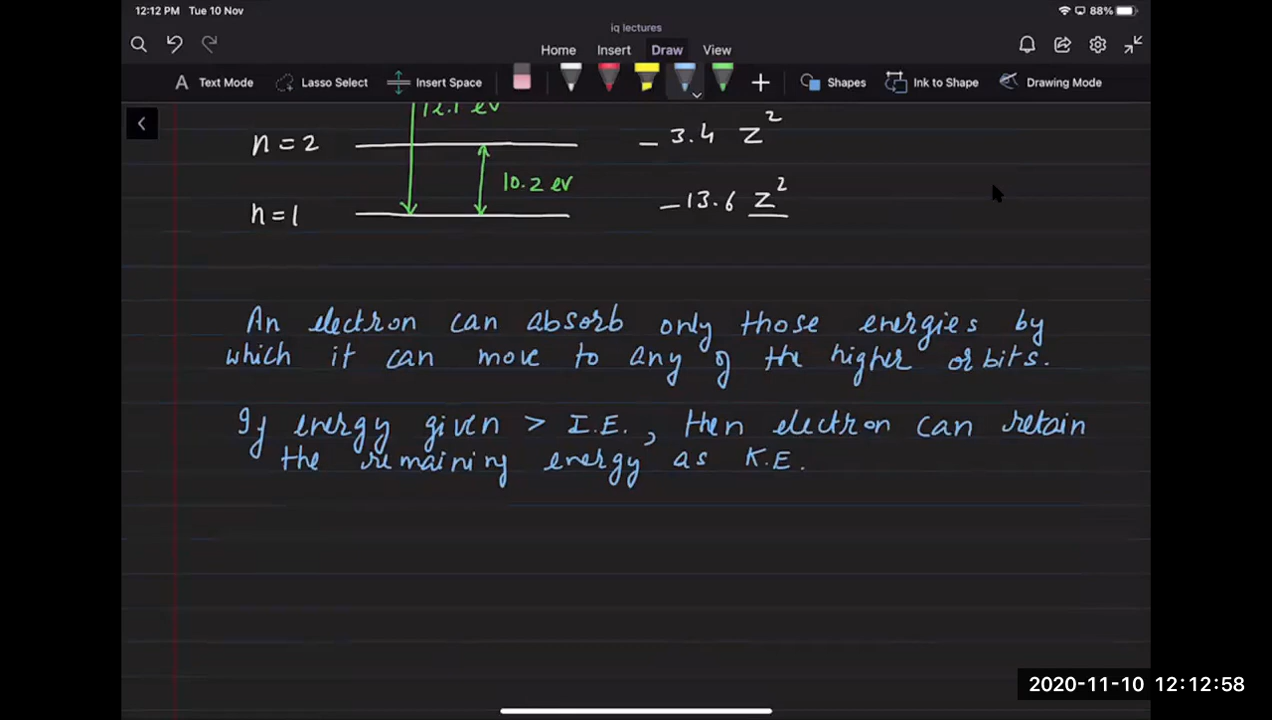 12:12 PM Tue 10 Nov
88%
iq lectures
Home Insert Draw View
Text Mode Lasso Select Insert Space Shapes Ink to Shape Drawing Mode
12.1 ev
n = 2 - 3.4 Z²
10.2 ev
n = 1 - 13.6 Z²
An electron can absorb only those energies by
which it can move to any of the higher orbits.
If energy given > I.E., then electron can retain
the remaining energy as K.E.
2020-11-10 12:12:58